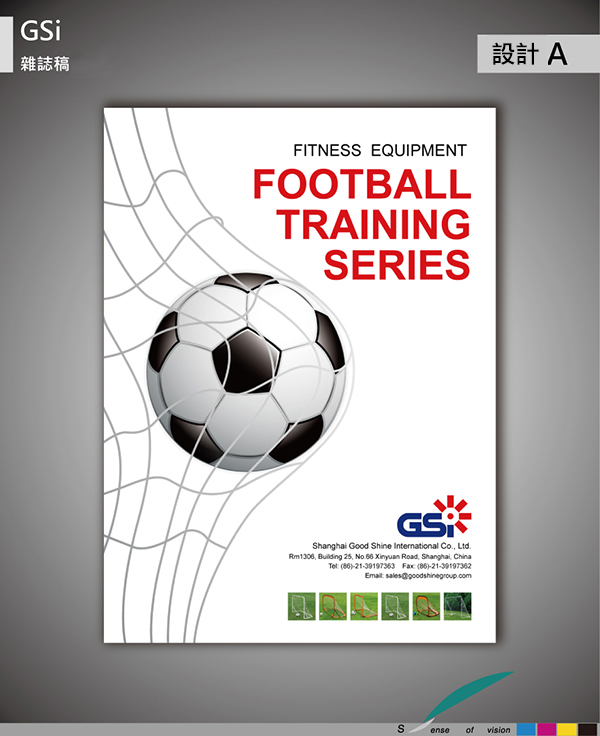 GSi
雜誌稿
設計 A
FITNESS EQUIPMENT
FOOTBALL
TRAINING
SERIES
GSi
Shanghai Good Shine International Co., Ltd.
Rm1306, Building 25, No.66 Xinyuan Road, Shanghai, China
Tel: (86)-21-39197363 Fax: (86)-21-39197362
Email: sales@goodshinegroup.com
Sense of vision